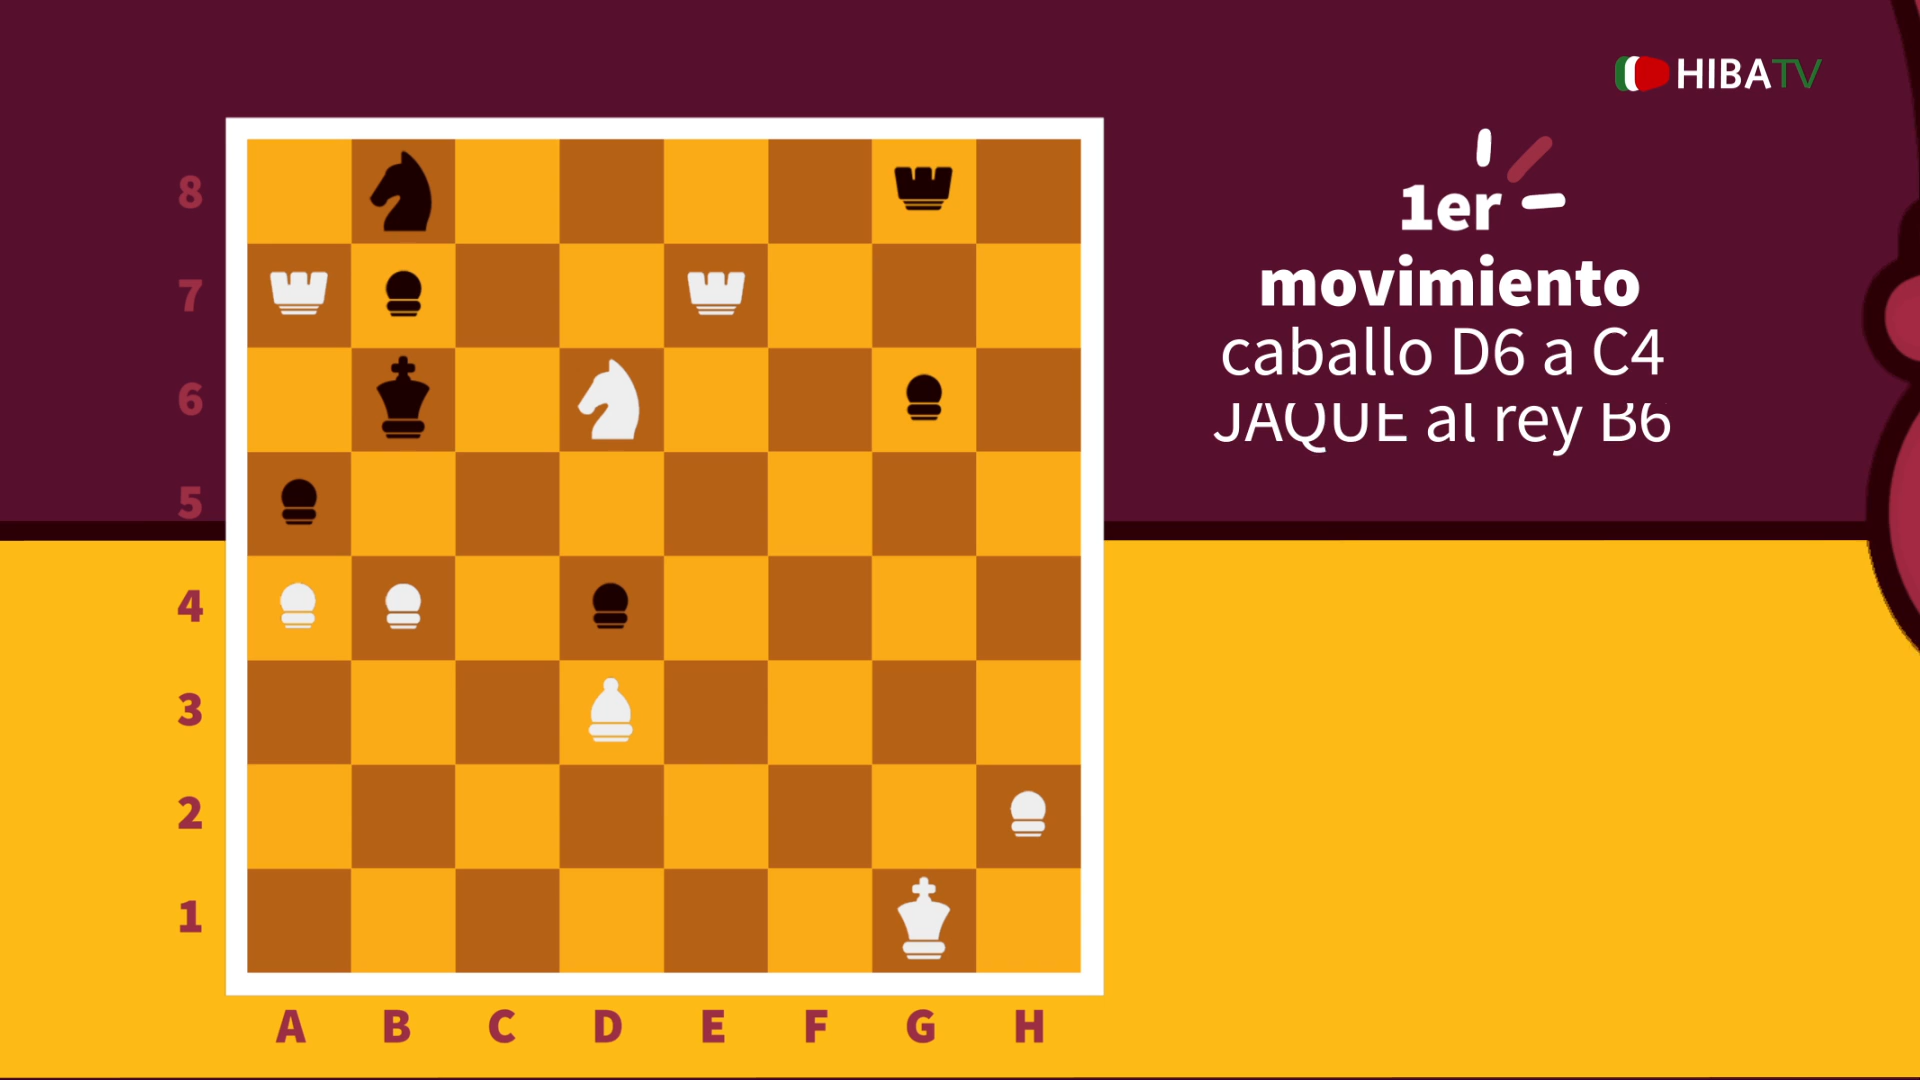 HIBATV
1er
movimiento
caballo D6 a C4
JAQUE al rey B6
8
7
6
5
4
3
2
1
A B C D E F G H